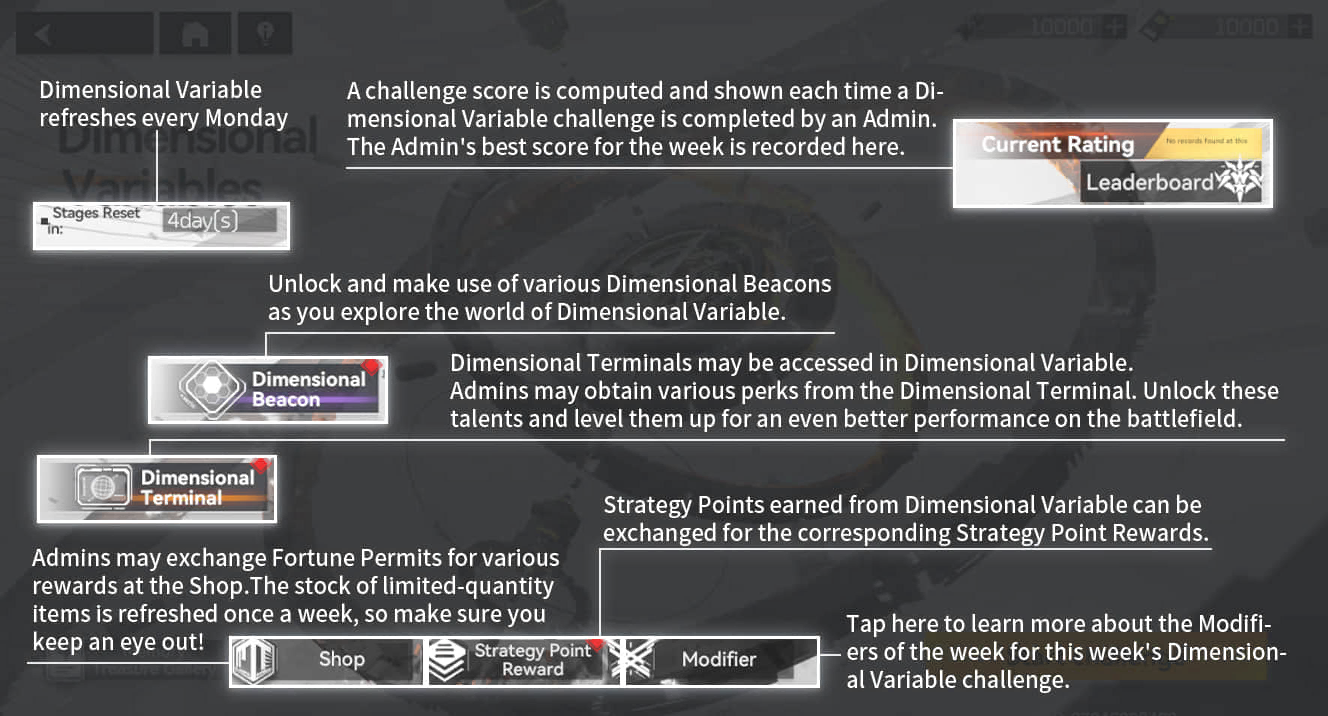 10000
10000
Dimensional Variable
refreshes every Monday
Dimensional
Variables
Stages Reset
in:
4day(s)
A challenge score is computed and shown each time a Di-
mensional Variable challenge is completed by an Admin.
The Admin's best score for the week is recorded here.
Current Rating
No records found at this
Leaderboard
Unlock and make use of various Dimensional Beacons
as you explore the world of Dimensional Variable.
Dimensional
Beacon
Dimensional Terminals may be accessed in Dimensional Variable.
Admins may obtain various perks from the Dimensional Terminal. Unlock these
talents and level them up for an even better performance on the battlefield.
Dimensional
Terminal
Strategy Points earned from Dimensional Variable can be
exchanged for the corresponding Strategy Point Rewards.
Admins may exchange Fortune Permits for various
rewards at the Shop.The stock of limited-quantity
items is refreshed once a week, so make sure you
keep an eye out!
Shop
Strategy Point
Reward
Modifier
Tap here to learn more about the Modifi-
ers of the week for this week's Dimension-
al Variable challenge.